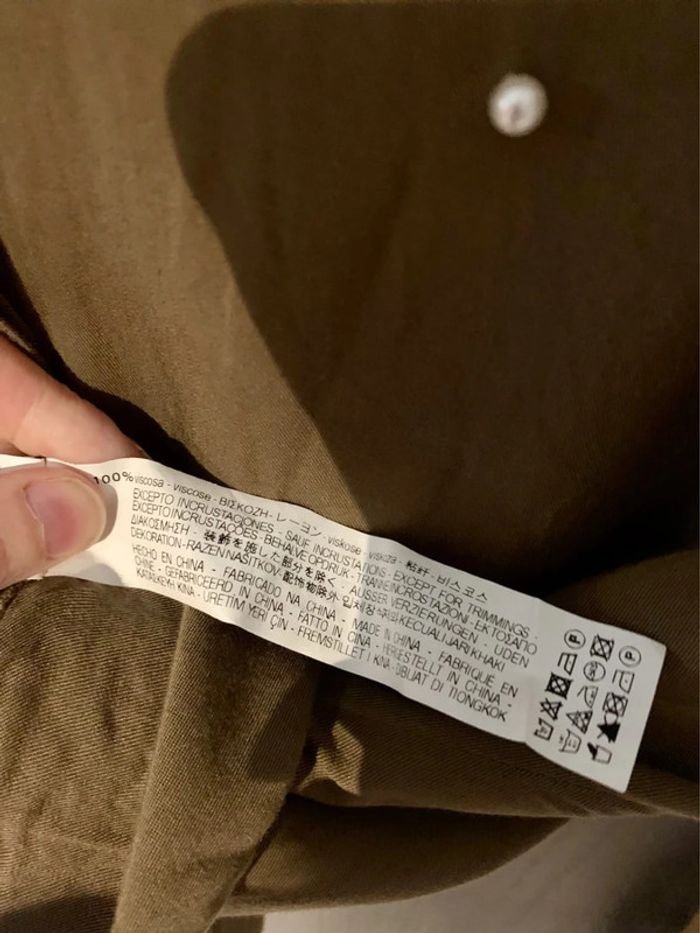 100% viscosa - viscose - ΒΙΣΚΟΖΗ - レーヨン - viskose - viskoza - 粘纤 - 비스코스
EXCEPTO INCRUSTACIONES - SAUF INCRUSTATIONS - EXCEPT FOR TRIMMINGS -
EXCEPTO INCRUSTAÇÕES - BEHALVE OPDRUK - TRANNE INCROSTAZIONI - ΕΚΤΟΣ ΑΠΟ
ΔΙΑΚΟΣΜΗΣΗ - 装飾を施した部分を除く - AUSSER VERZIERUNGEN - UDEN
DEKORATION - RAZEN NAŠITKOV 配饰物除外 KECUALI JARI KHAKI
HECHO EN CHINA - FABRICADO NA CHINA - MADE IN CHINA - FABRIQUE EN
CHINE - GEFABRICEERD IN CHINA - FATTO IN CINA - HERGESTELLT IN CHINA -
KINA - URETIM YERI ÇIN - FREMSTILLET I KINA - DIBUAT DI TIONGKOK
P P